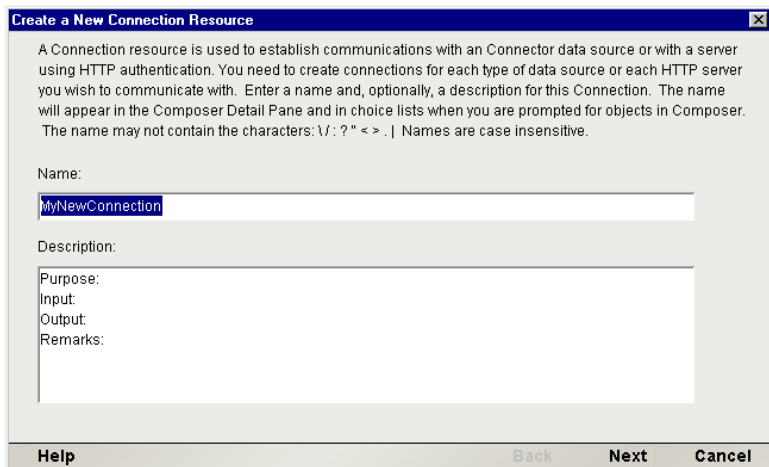 Create a New Connection Resource
A Connection resource is used to establish communications with an Connector data source or with a server
using HTTP authentication. You need to create connections for each type of data source or each HTTP server
you wish to communicate with. Enter a name and, optionally, a description for this Connection. The name
will appear in the Composer Detail Pane and in choice lists when you are prompted for objects in Composer.
The name may not contain the characters: \ / : ? " < > . | Names are case insensitive.
Name:
MyNewConnection
Description:
Purpose:
Input:
Output:
Remarks:
Help Back Next Cancel